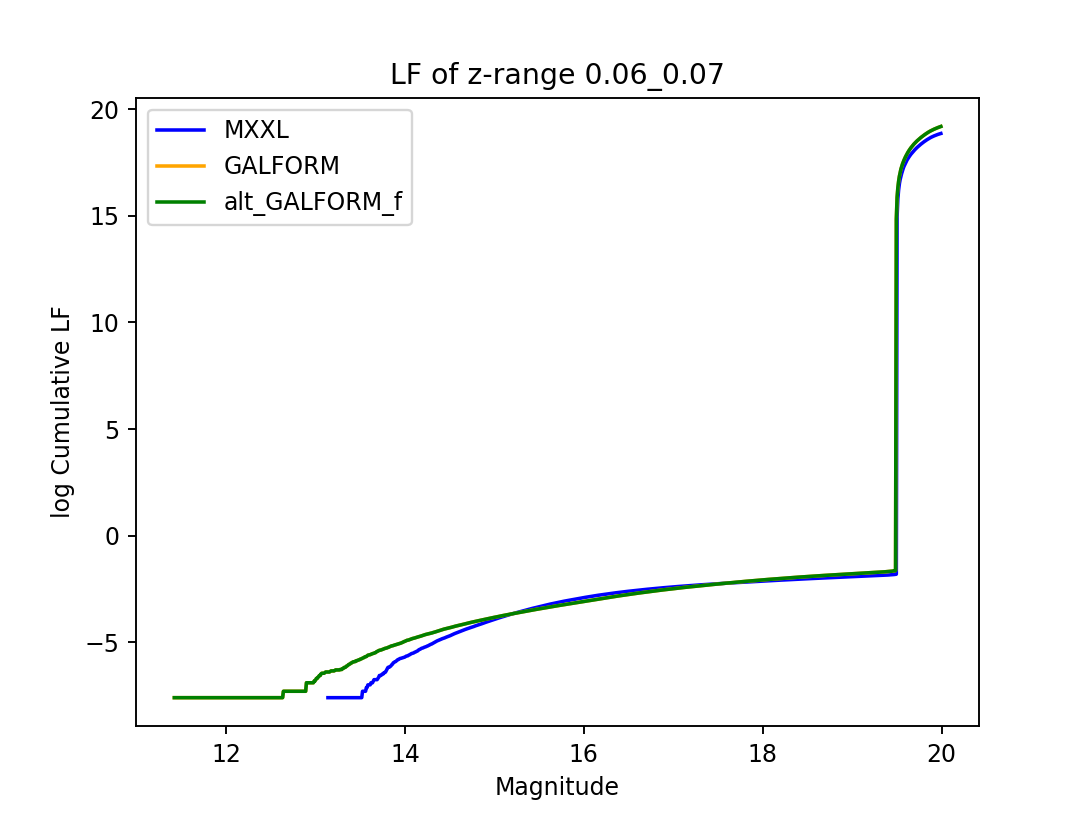 LF of z-range 0.06_0.07
MXXL
GALFORM
alt_GALFORM_f
20
15
10
5
0
−5
log Cumulative LF
12 14 16 18 20
Magnitude